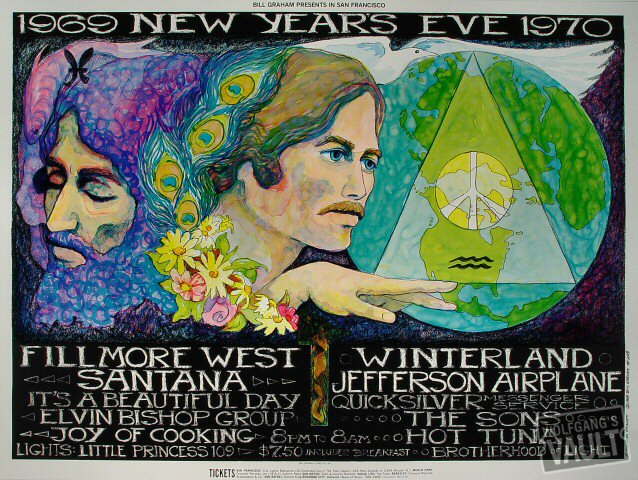 BILL GRAHAM PRESENTS IN SAN FRANCISCO
1969 NEW YEAR'S EVE 1970
FILLMORE WEST
SANTANA
IT'S A BEAUTIFUL DAY
ELVIN BISHOP GROUP
JOY OF COOKING
LIGHTS: LITTLE PRINCESS 109
8PM TO 8AM
$7.50 INCLUDES BREAKFAST
WINTERLAND
JEFFERSON AIRPLANE
QUICKSILVER MESSENGER SERVICE
THE SONS
HOT TUNA
BROTHERHOOD OF LIGHT
TICKETS
WOLFGANG'S
VAULT